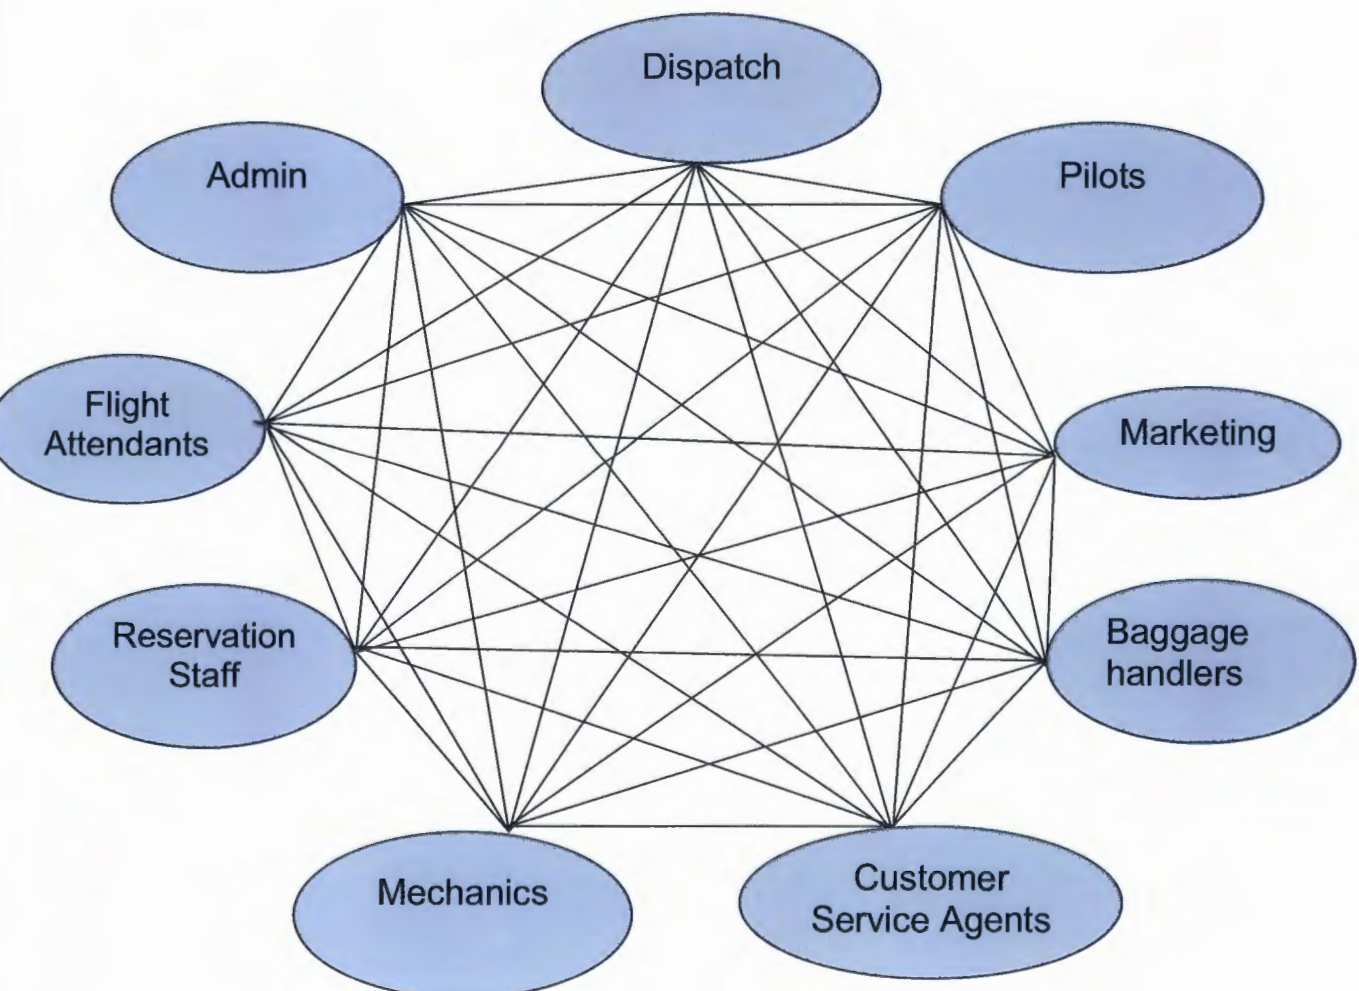 Dispatch
Admin
Pilots
Flight
Attendants
Marketing
Reservation
Staff
Baggage
handlers
Mechanics
Customer
Service Agents